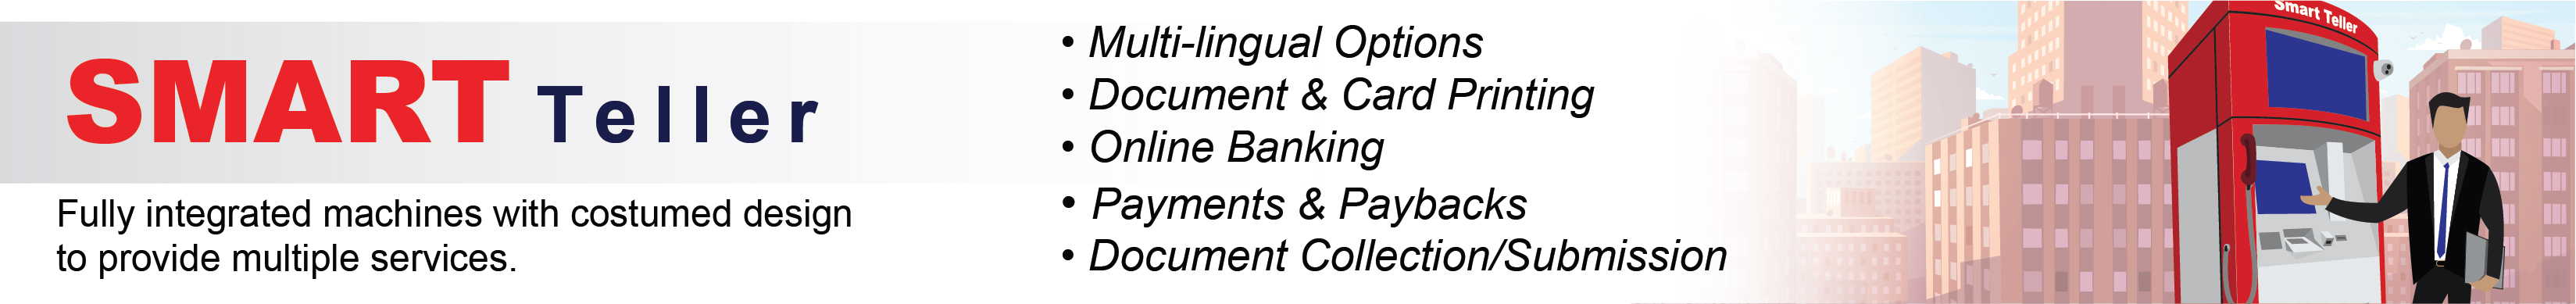 SMART Teller
Fully integrated machines with costumed design
to provide multiple services.
• Multi-lingual Options
• Document & Card Printing
• Online Banking
• Payments & Paybacks
• Document Collection/Submission
Smart Teller